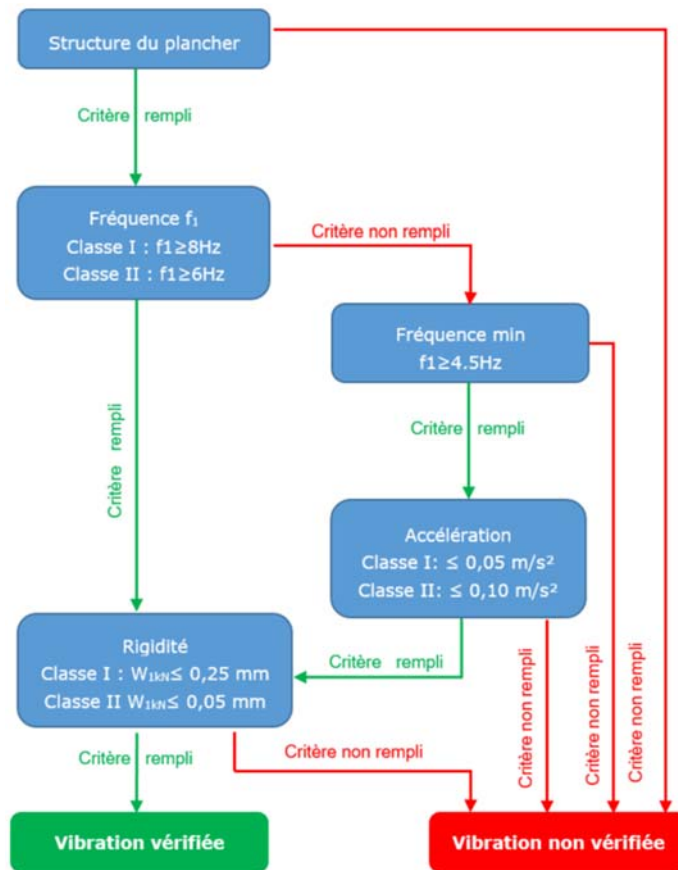 Structure du plancher
Critère rempli
Fréquence f₁
Classe I : f1≥8Hz
Classe II : f1≥6Hz
Critère non rempli
Fréquence min
f1≥4.5Hz
Critère rempli
Critère rempli
Accélération
Classe I: ≤ 0,05 m/s²
Classe II: ≤ 0,10 m/s²
Rigidité
Classe I : W₁ₖN≤ 0,25 mm
Classe II W₁ₖN≤ 0,05 mm
Critère rempli
Critère non rempli
Critère non rempli
Critère non rempli
Critère rempli
Critère non rempli
Vibration vérifiée
Vibration non vérifiée